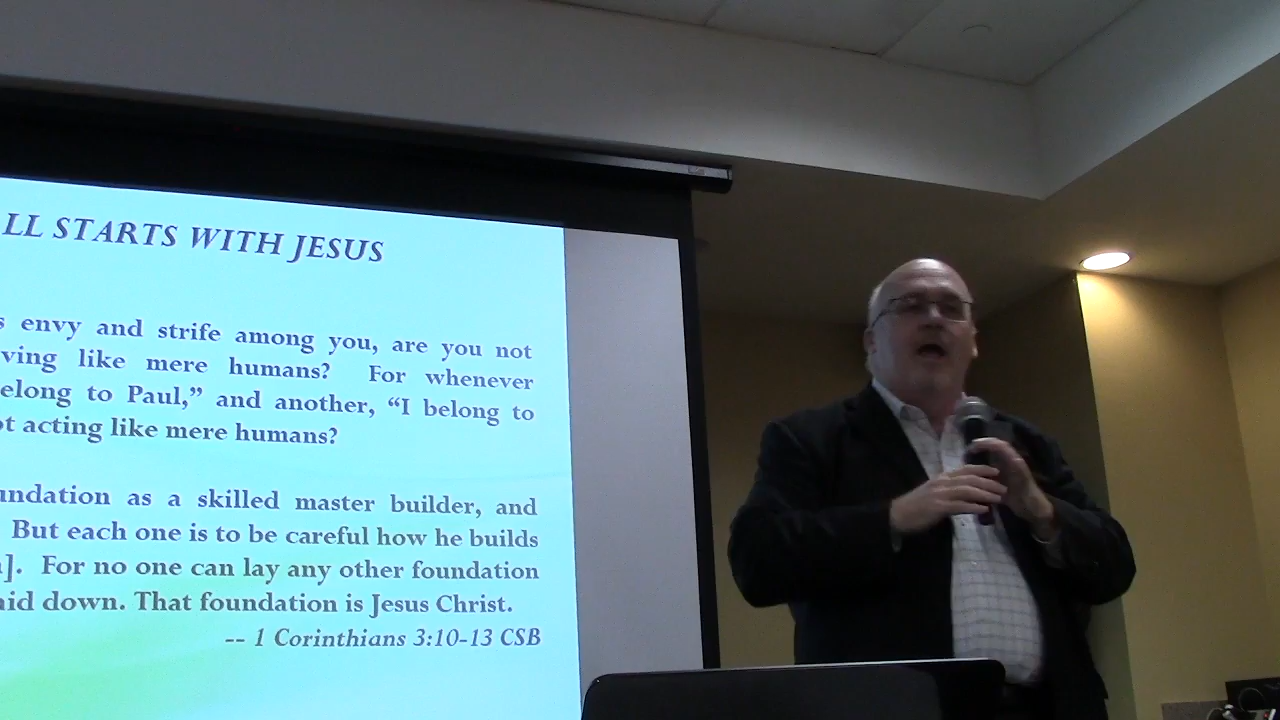 LL STARTS WITH JESUS
s envy and strife among you, are you not
ving like mere humans? For whenever
elong to Paul,” and another, “I belong to
t acting like mere humans?
undation as a skilled master builder, and
But each one is to be careful how he builds
]. For no one can lay any other foundation
aid down. That foundation is Jesus Christ.
-- 1 Corinthians 3:10-13 CSB